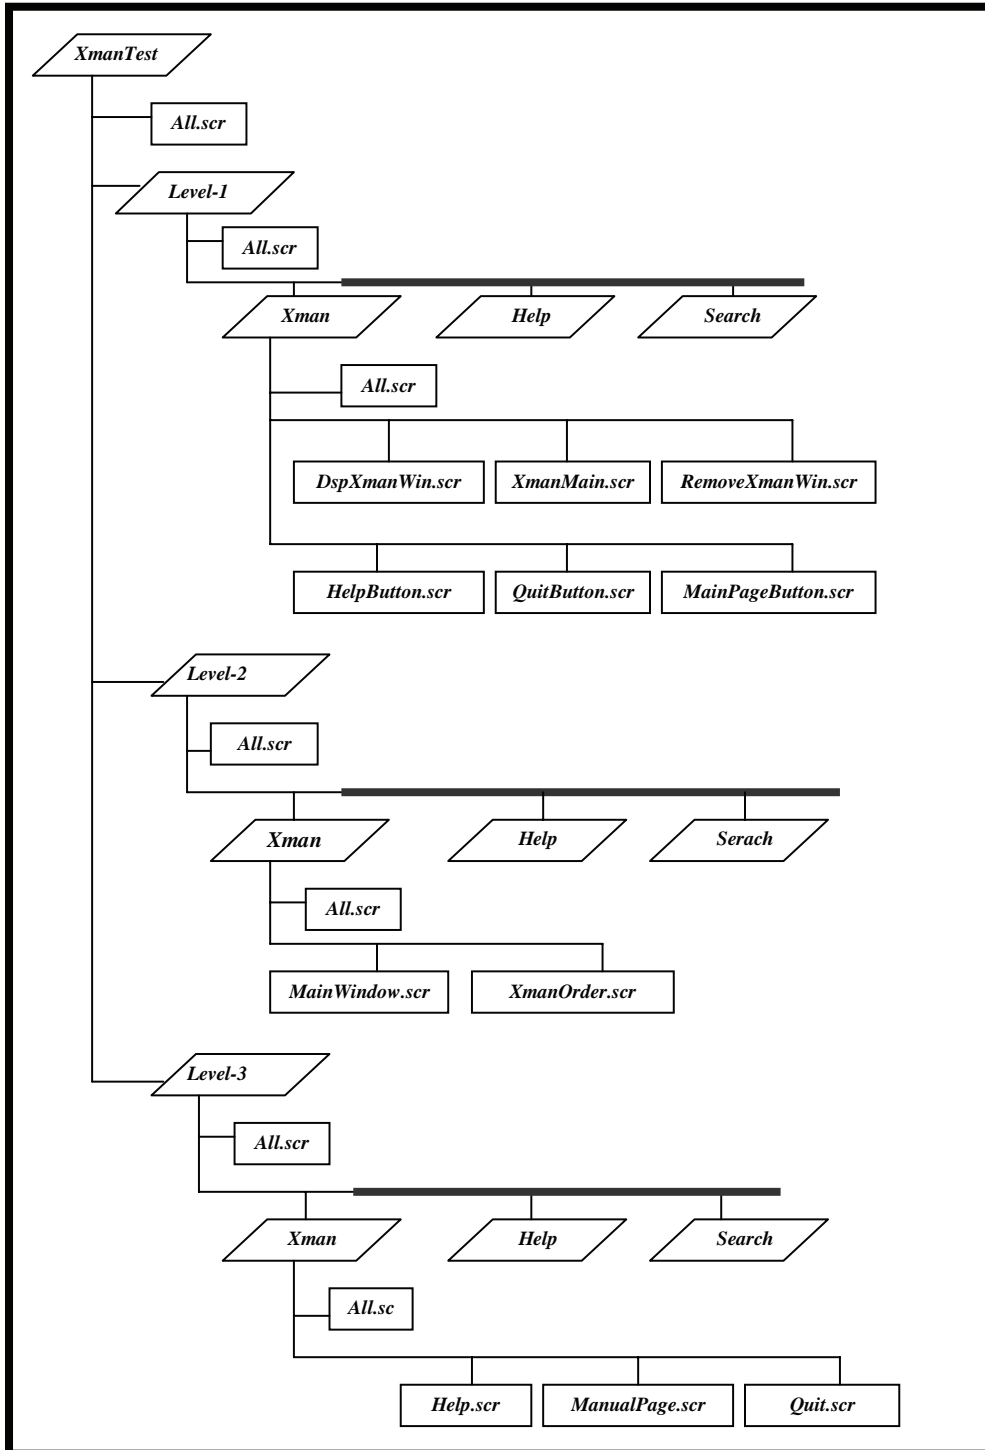 XmanTest
All.scr
Level-1
All.scr
Xman Help Search
All.scr
DspXmanWin.scr XmanMain.scr RemoveXmanWin.scr
HelpButton.scr QuitButton.scr MainPageButton.scr
Level-2
All.scr
Xman Help Serach
All.scr
MainWindow.scr XmanOrder.scr
Level-3
All.scr
Xman Help Search
All.sc
Help.scr ManualPage.scr Quit.scr